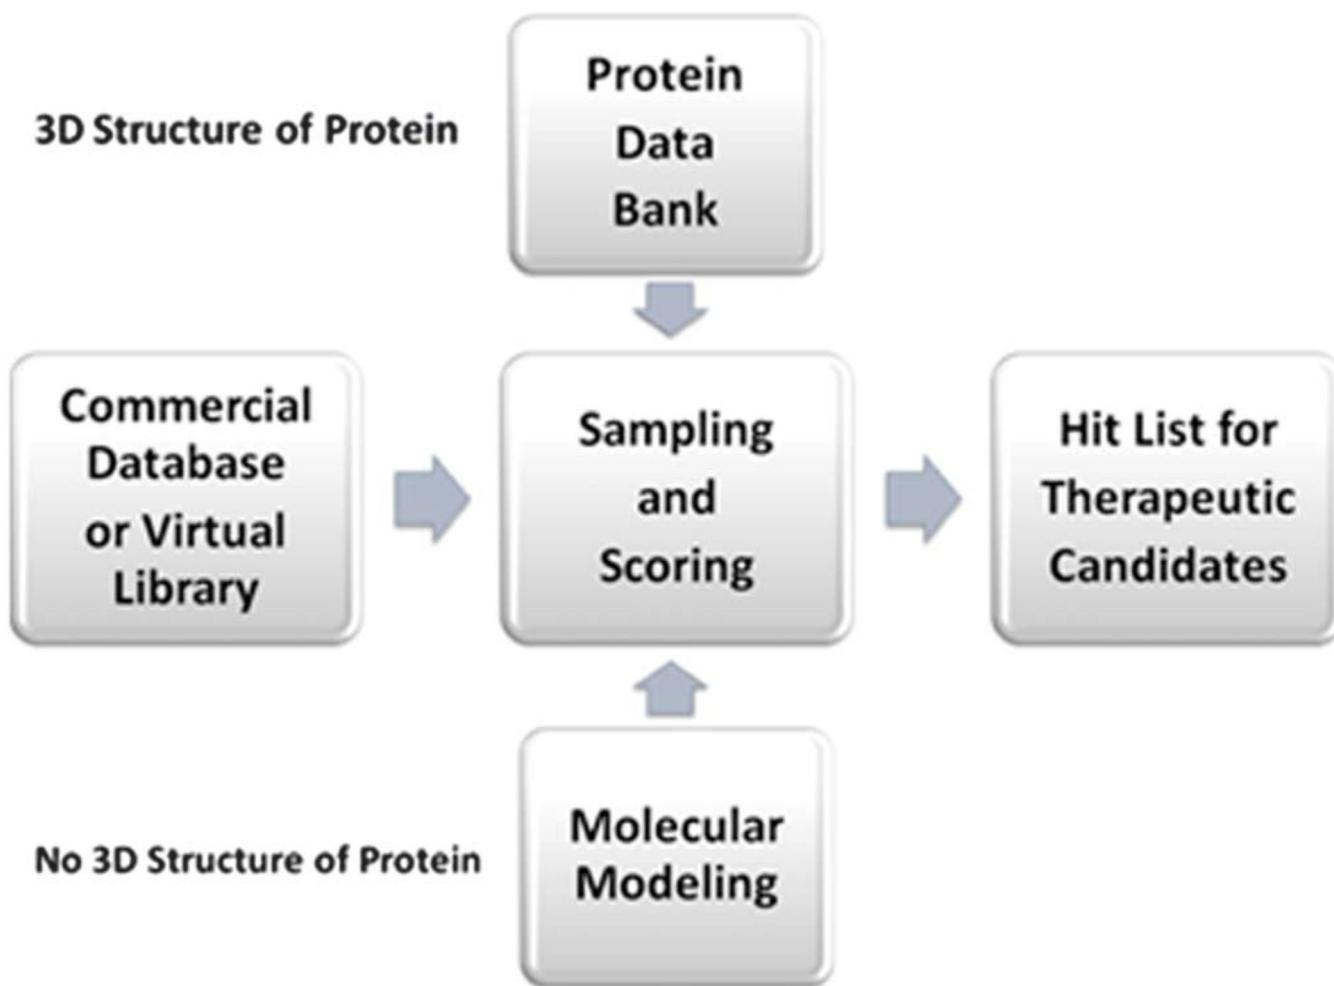 3D Structure of Protein
Protein
Data
Bank
Commercial
Database
or Virtual
Library
Sampling
and
Scoring
Hit List for
Therapeutic
Candidates
No 3D Structure of Protein
Molecular
Modeling